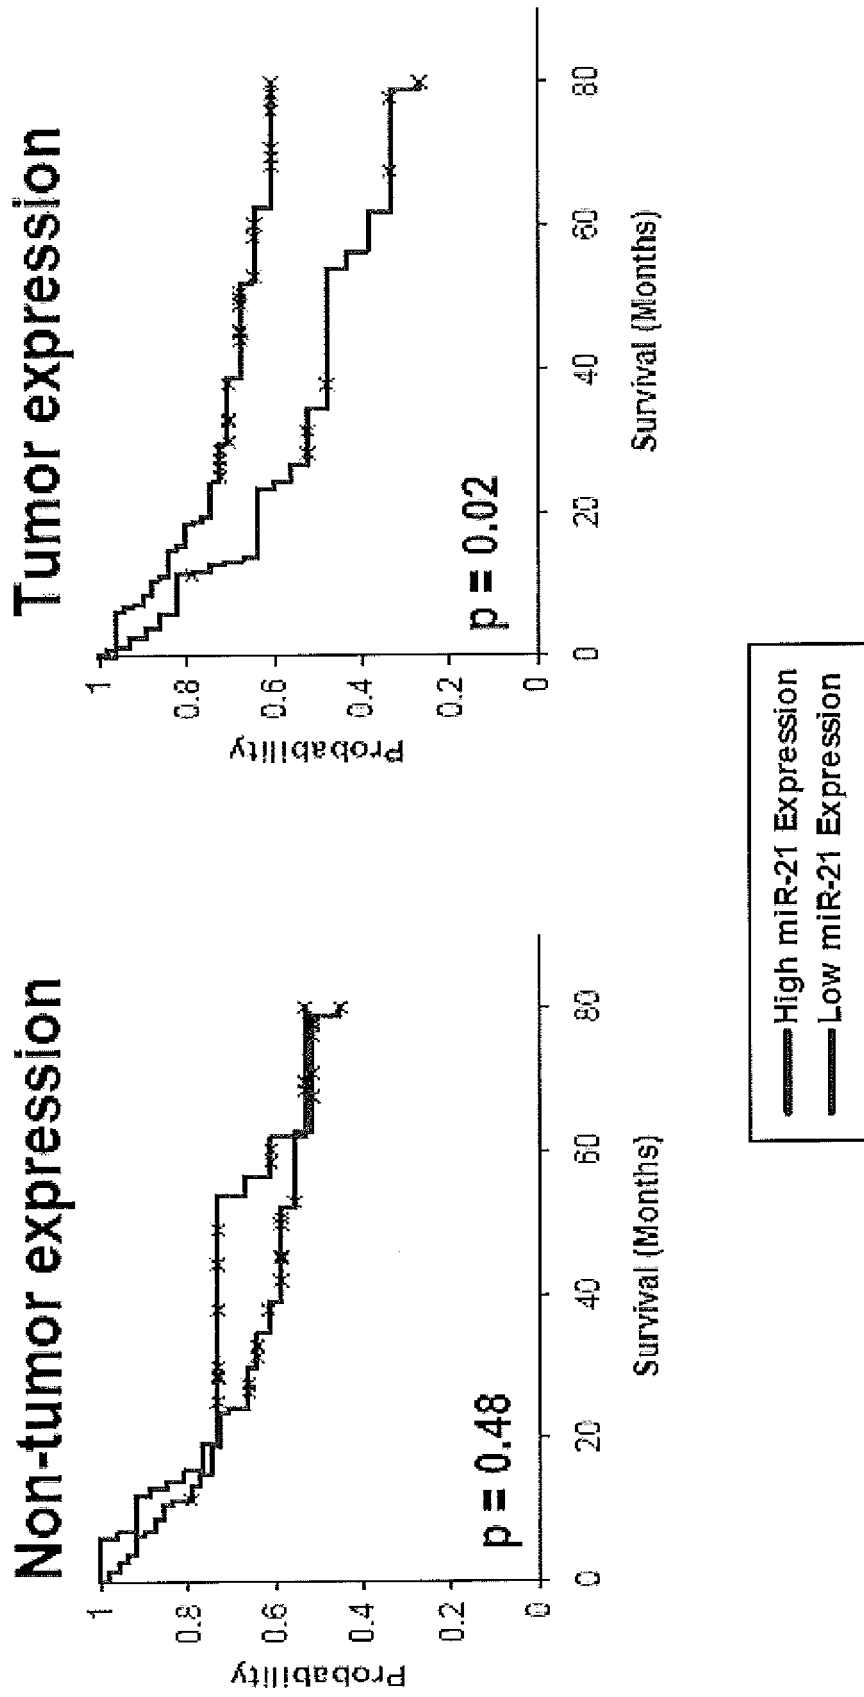 Non-tumor expression
Probability
1
0.8
0.6
0.4
0.2
0
p = 0.48
0 20 40 60 80
Survival (Months)
Tumor expression
Probability
1
0.8
0.6
0.4
0.2
0
p = 0.02
0 20 40 60 80
Survival (Months)
High miR-21 Expression
Low miR-21 Expression